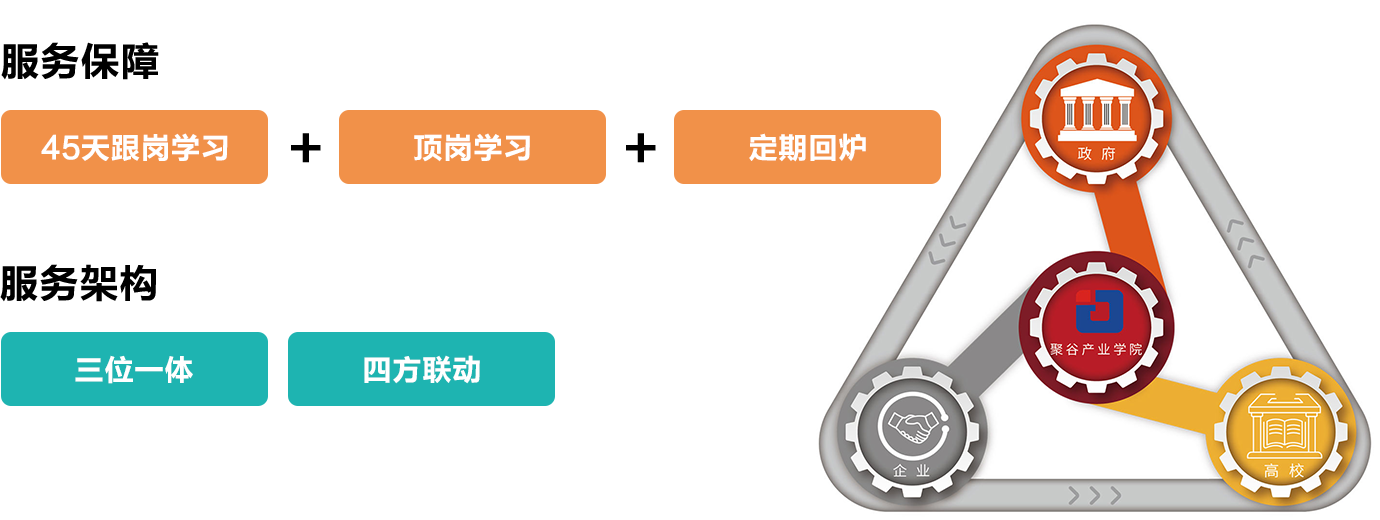 服务保障
45天跟岗学习 + 顶岗学习 + 定期回炉
服务架构
三位一体 四方联动
政府
聚谷产业学院
企业
高校